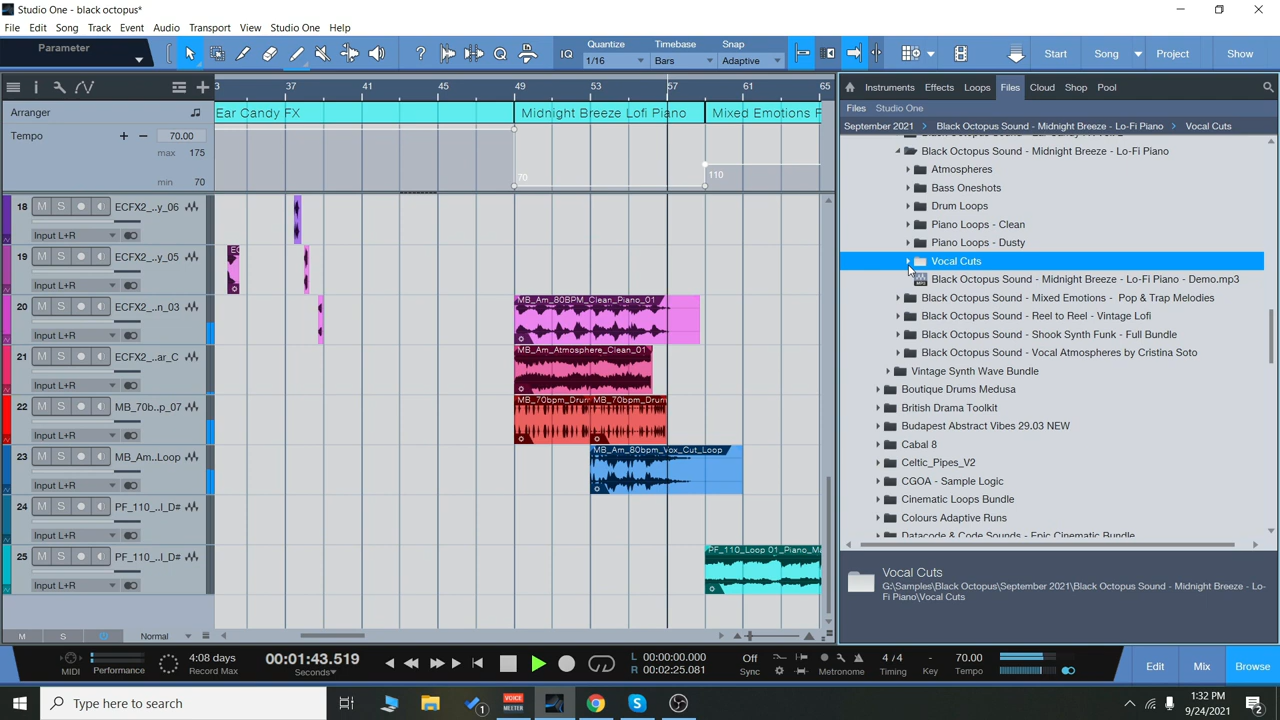 Studio One - black octopus*
File Edit Song Track Event Audio Transport View Studio One Help
Parameter
IQ Quantize Timebase Snap
1/16 Bars Adaptive
Start Song Project Show
Instruments Effects Loops Files Cloud Shop Pool
37 41 45 49 53 57 61 65
Files Studio One
Arranger
Ear Candy FX Midnight Breeze Lofi Piano Mixed Emotions
September 2021 Black Octopus Sound - Midnight Breeze - Lo-Fi Piano Vocal Cuts
Tempo 70.00
max 175
min 70
70
110
18 M S ECFX2_..y_06
Input L+R
19 M S ECFX2_..y_05
Input L+R
20 M S ECFX2_..n_03
Input L+R
21 M S ECFX2_...ar_C
Input L+R
22 M S MB_70b..p_07
Input L+R
23 M S MB_Am..Loop
Input L+R
24 M S PF_110_..l_D#
Input L+R
25 M S PF_110_..l_D#
Input L+R
MB_Am_80BPM_Clean_Piano_01
MB_Am_Atmosphere_Clean_01
MB_70bpm_Drum MB_70bpm_Drum
MB_Am_80bpm_Vox_Cut_Loop
PF_110_Loop 01_Piano_Ma
Black Octopus Sound - Midnight Breeze - Lo-Fi Piano
Atmospheres
Bass Oneshots
Drum Loops
Piano Loops - Clean
Piano Loops - Dusty
Vocal Cuts
Black Octopus Sound - Midnight Breeze - Lo-Fi Piano - Demo.mp3
Black Octopus Sound - Mixed Emotions - Pop & Trap Melodies
Black Octopus Sound - Reel to Reel - Vintage Lofi
Black Octopus Sound - Shook Synth Funk - Full Bundle
Black Octopus Sound - Vocal Atmospheres by Cristina Soto
Vintage Synth Wave Bundle
Boutique Drums Medusa
British Drama Toolkit
Budapest Abstract Vibes 29.03 NEW
Cabal 8
Celtic_Pipes_V2
CGOA - Sample Logic
Cinematic Loops Bundle
Colours Adaptive Runs
Datacode & Code Sounds - Epic Cinematic Bundle
Vocal Cuts
G:\Samples\Black Octopus\September 2021\Black Octopus Sound - Midnight Breeze - Lo-
Fi Piano\Vocal Cuts
M S Normal
MIDI Performance 4:08 days Record Max 00:01:43.519 Seconds
L 00:00:00.000
R 00:02:25.081
Off Sync Metronome 4 / 4 Timing - Key 70.00 Tempo
Edit Mix Browse
Type here to search
VOICE MEETER
1
1:32 PM
9/24/2021
2